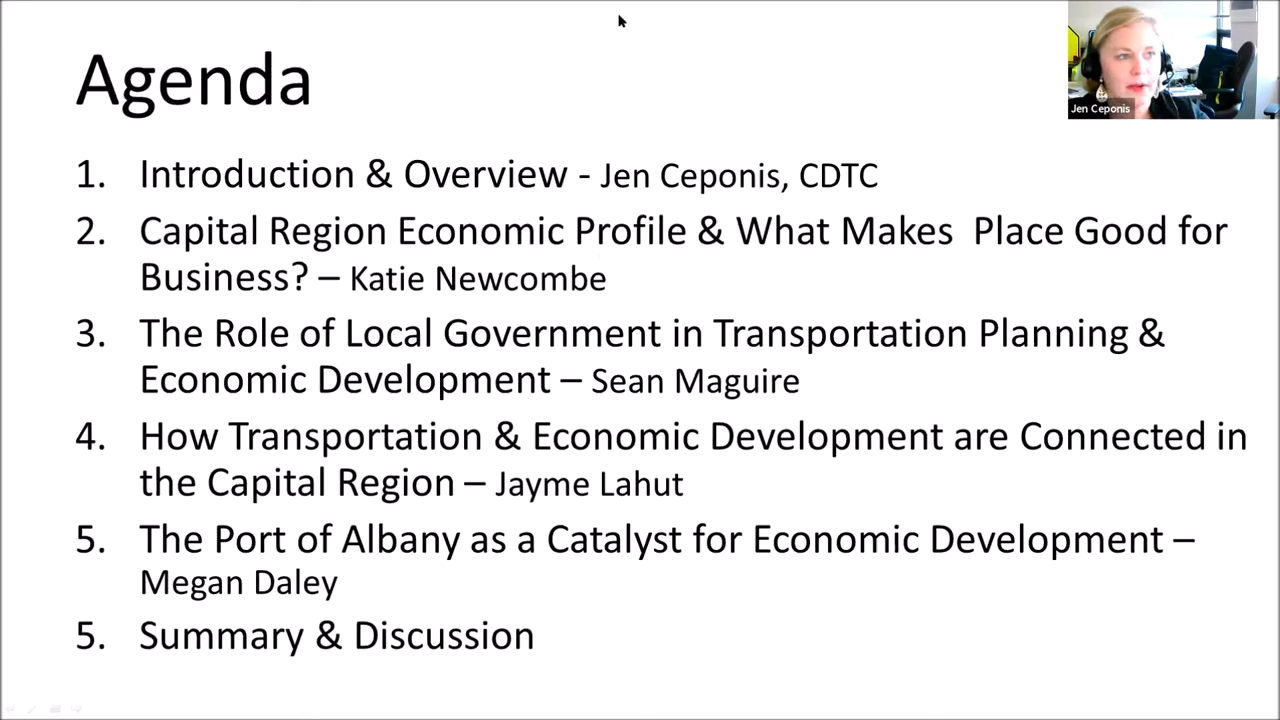 Agenda
Jen Ceponis
1. Introduction & Overview - Jen Ceponis, CDTC
2. Capital Region Economic Profile & What Makes  Place Good for
Business? – Katie Newcombe
3. The Role of Local Government in Transportation Planning &
Economic Development – Sean Maguire
4. How Transportation & Economic Development are Connected in
the Capital Region – Jayme Lahut
5. The Port of Albany as a Catalyst for Economic Development –
Megan Daley
5. Summary & Discussion